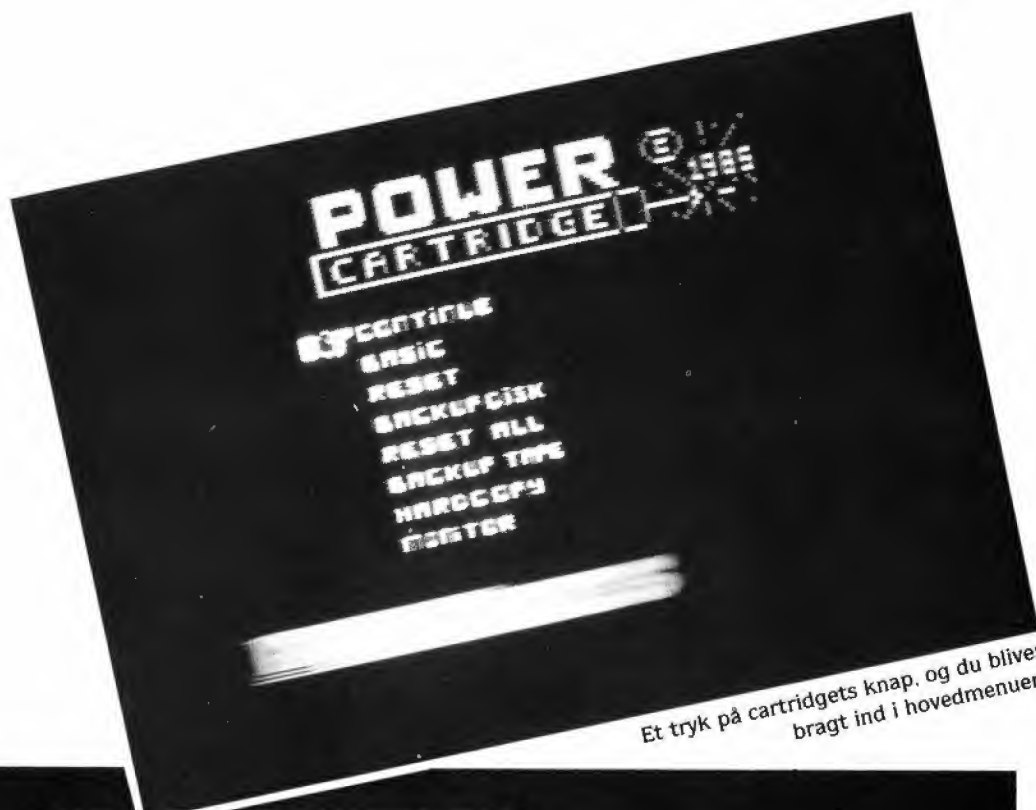 POWER
CARTRIDGE
CONTINUE
BASIC
RESET
BACKUP DISK
RESET ALL
BACKUP TAPE
HARDCOPY
MONITOR
Et tryk på cartridgets knap, og du bliver
bragt ind i hovedmenuen